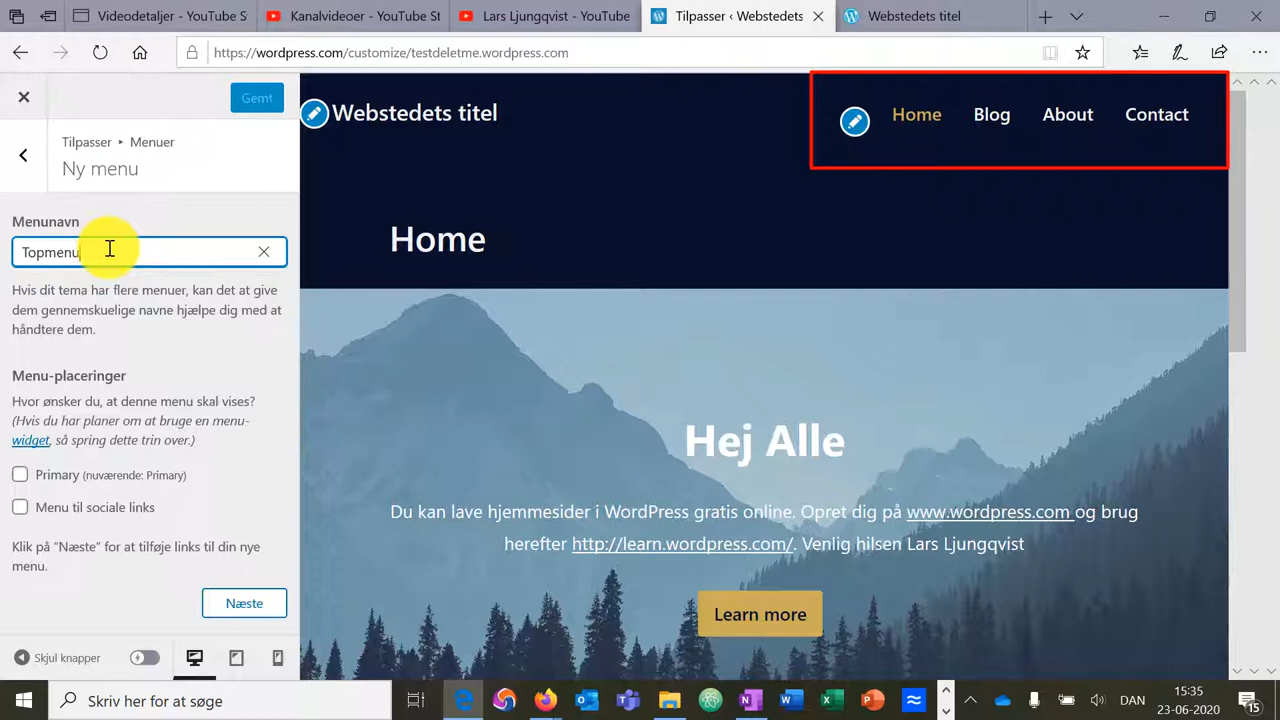 Videodetaljer - YouTube S
Kanalvideoer - YouTube St
Lars Ljungqvist - YouTube
Tilpasser ‹ Webstedets
Webstedets titel
https://wordpress.com/customize/testdeletme.wordpress.com
Gemt
Tilpasser ▸ Menuer
Ny menu
Menunavn
Topmenu
Hvis dit tema har flere menuer, kan det at give
dem gennemskuelige navne hjælpe dig med at
håndtere dem.
Menu-placeringer
Hvor ønsker du, at denne menu skal vises?
(Hvis du har planer om at bruge en menu-
widget, så spring dette trin over.)
Primary (nuværende: Primary)
Menu til sociale links
Klik på "Næste" for at tilføje links til din nye
menu.
Næste
Skjul knapper
Webstedets titel
Home Blog About Contact
Home
Hej Alle
Du kan lave hjemmesider i WordPress gratis online. Opret dig på www.wordpress.com og brug
herefter http://learn.wordpress.com/. Venlig hilsen Lars Ljungqvist
Learn more
Skriv her for at søge
DAN
15:35
23-06-2020
15